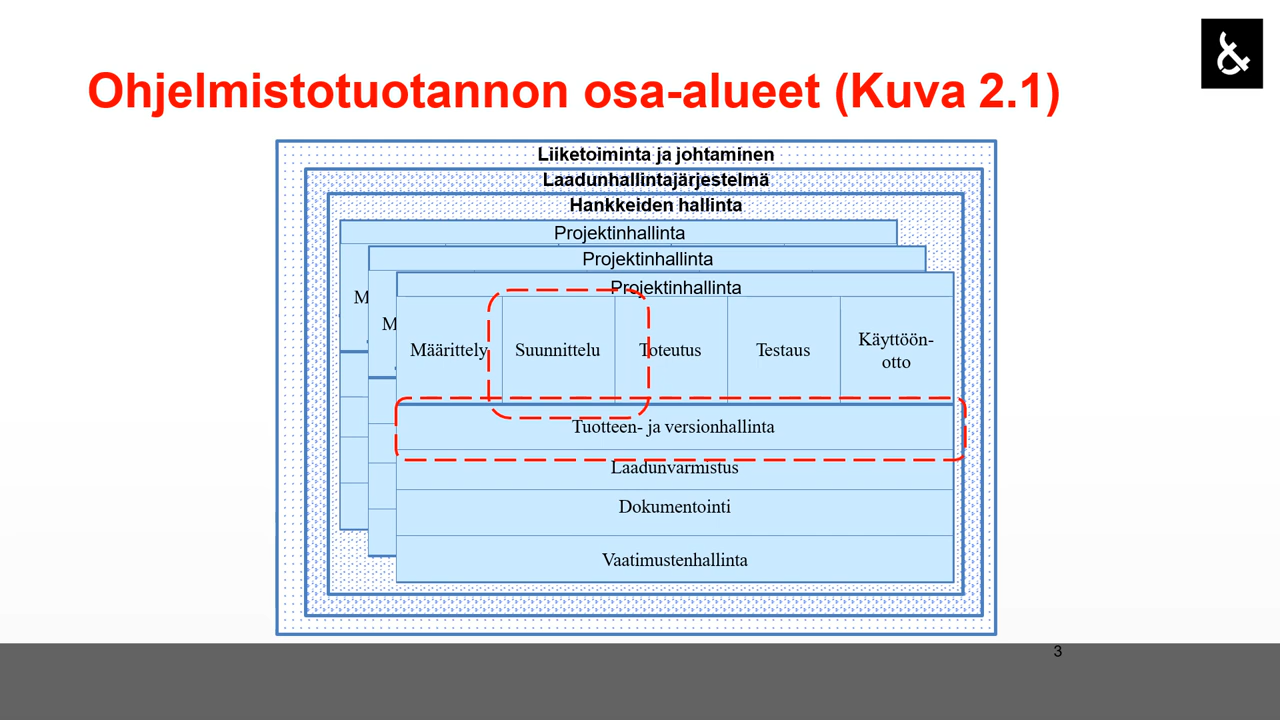 &
Ohjelmistotuotannon osa-alueet (Kuva 2.1)
Liiketoiminta ja johtaminen
Laadunhallintajärjestelmä
Hankkeiden hallinta
Projektinhallinta
Projektinhallinta
Projektinhallinta
M
M
Määrittely
Suunnittelu
Toteutus
Testaus
Käyttöön-
otto
Tuotteen- ja versionhallinta
Laadunvarmistus
Dokumentointi
Vaatimustenhallinta
3